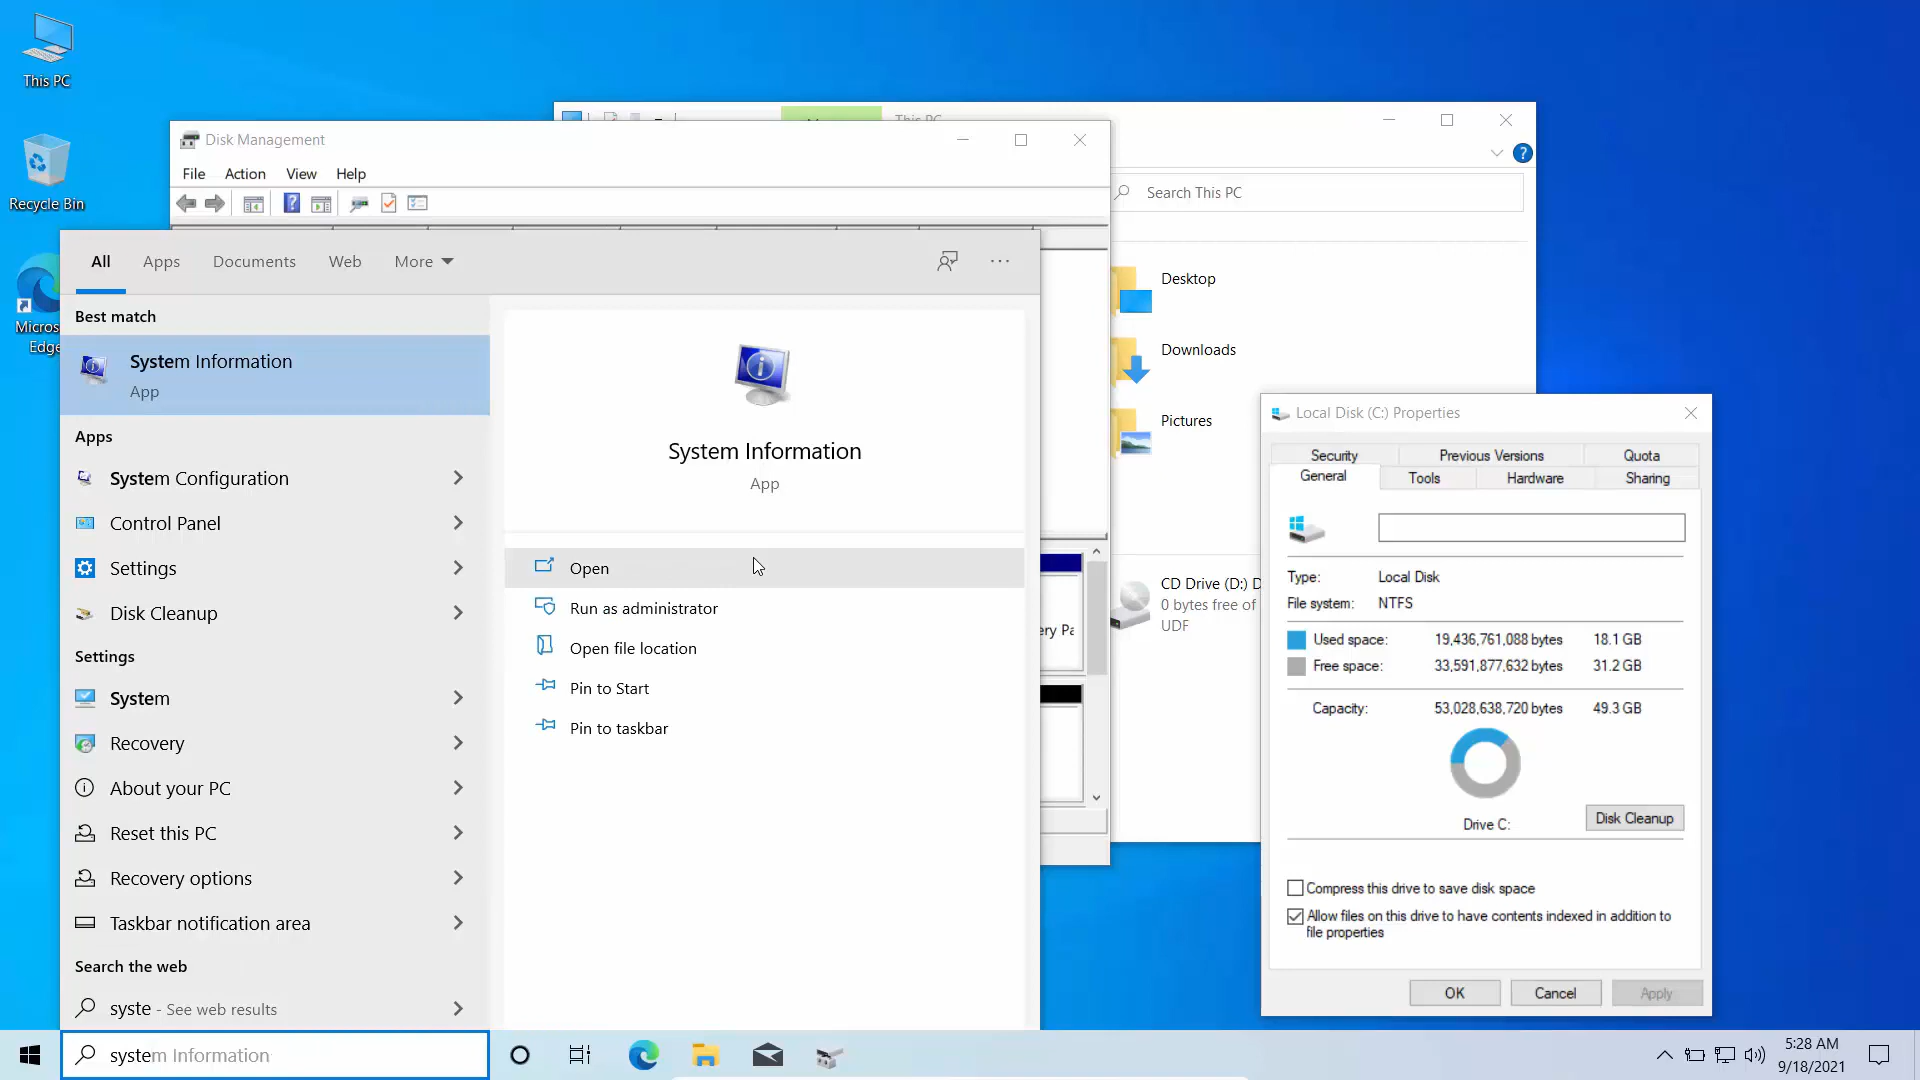 This PC
Recycle Bin
Micros
Edge
This PC
Search This PC
Desktop
Downloads
Pictures
CD Drive (D:) D
0 bytes free of
UDF
Disk Management
File Action View Help
ery Pa
All Apps Documents Web More
Best match
System Information
App
Apps
System Configuration
Control Panel
Settings
Disk Cleanup
Settings
System
Recovery
About your PC
Reset this PC
Recovery options
Taskbar notification area
Search the web
syste - See web results
System Information
App
Open
Run as administrator
Open file location
Pin to Start
Pin to taskbar
Local Disk (C:) Properties
Security Previous Versions Quota
General Tools Hardware Sharing
Type: Local Disk
File system: NTFS
Used space: 19,436,761,088 bytes 18.1 GB
Free space: 33,591,877,632 bytes 31.2 GB
Capacity: 53,028,638,720 bytes 49.3 GB
Drive C:
Disk Cleanup
Compress this drive to save disk space
Allow files on this drive to have contents indexed in addition to
file properties
OK Cancel Apply
system Information
5:28 AM
9/18/2021